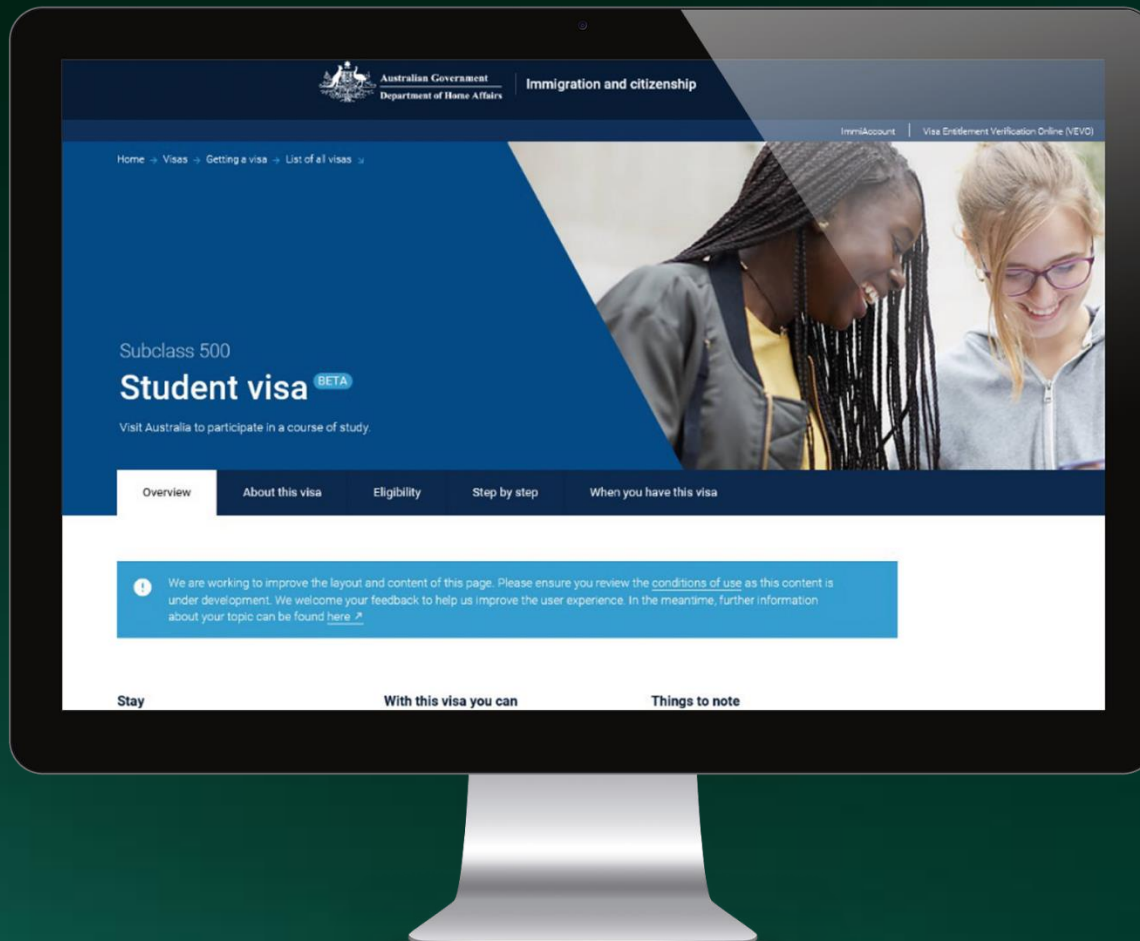 Australian Government
Department of Home Affairs
Immigration and citizenship
ImmiAccount
Visa Entitlement Verification Online (VEVO)
Home → Visas → Getting a visa → List of all visas
Subclass 500
Student visa BETA
Visit Australia to participate in a course of study.
Overview
About this visa
Eligibility
Step by step
When you have this visa
We are working to improve the layout and content of this page. Please ensure you review the conditions of use as this content is
under development. We welcome your feedback to help us improve the user experience. In the meantime, further information
about your topic can be found here ↗
Stay
With this visa you can
Things to note